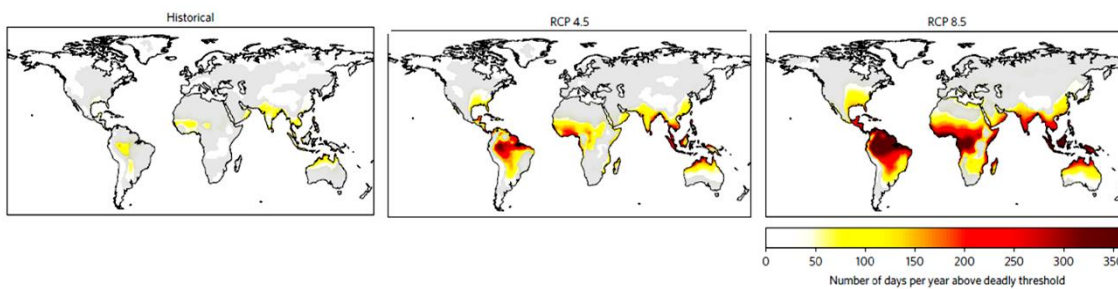 Historical
RCP 4.5
RCP 8.5
0 50 100 150 200 250 300 350
Number of days per year above deadly threshold